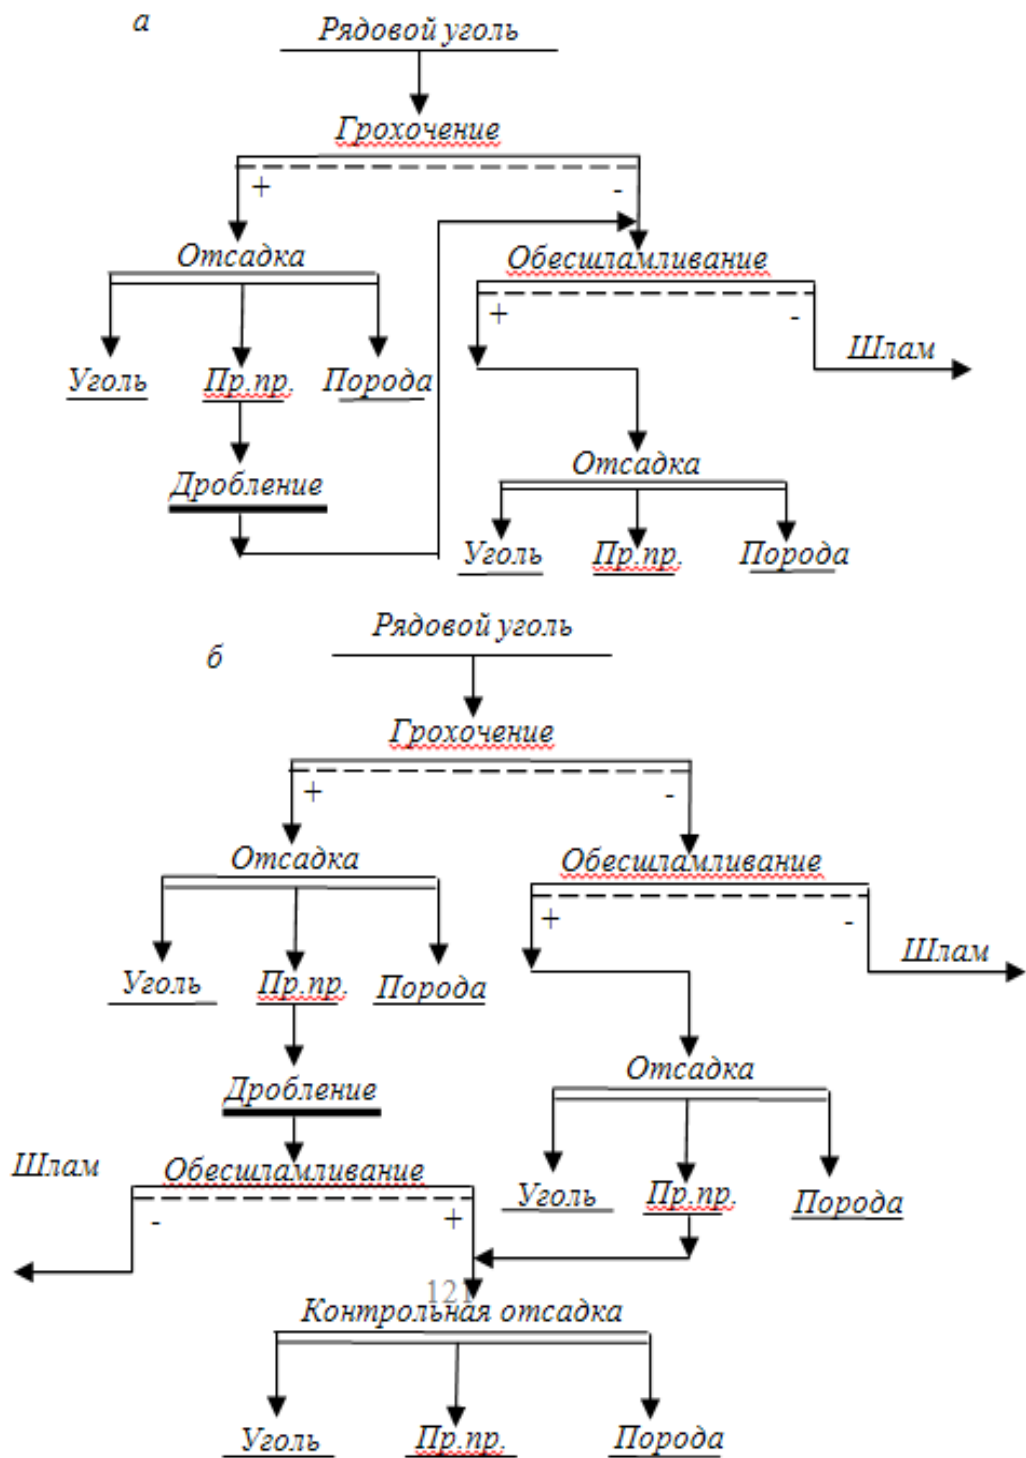 а
Рядовой уголь
Грохочение
+ -
Отсадка
Обесшламливание
+ -
Шлам
Уголь Пр.пр. Порода
Отсадка
Дробление
Уголь Пр.пр. Порода
Рядовой уголь
б
Грохочение
+ -
Отсадка
Обесшламливание
+ -
Шлам
Уголь Пр.пр. Порода
Отсадка
Дробление
Шлам
Обесшламливание
Уголь Пр.пр. Порода
- +
121
Контрольная отсадка
Уголь Пр.пр. Порода